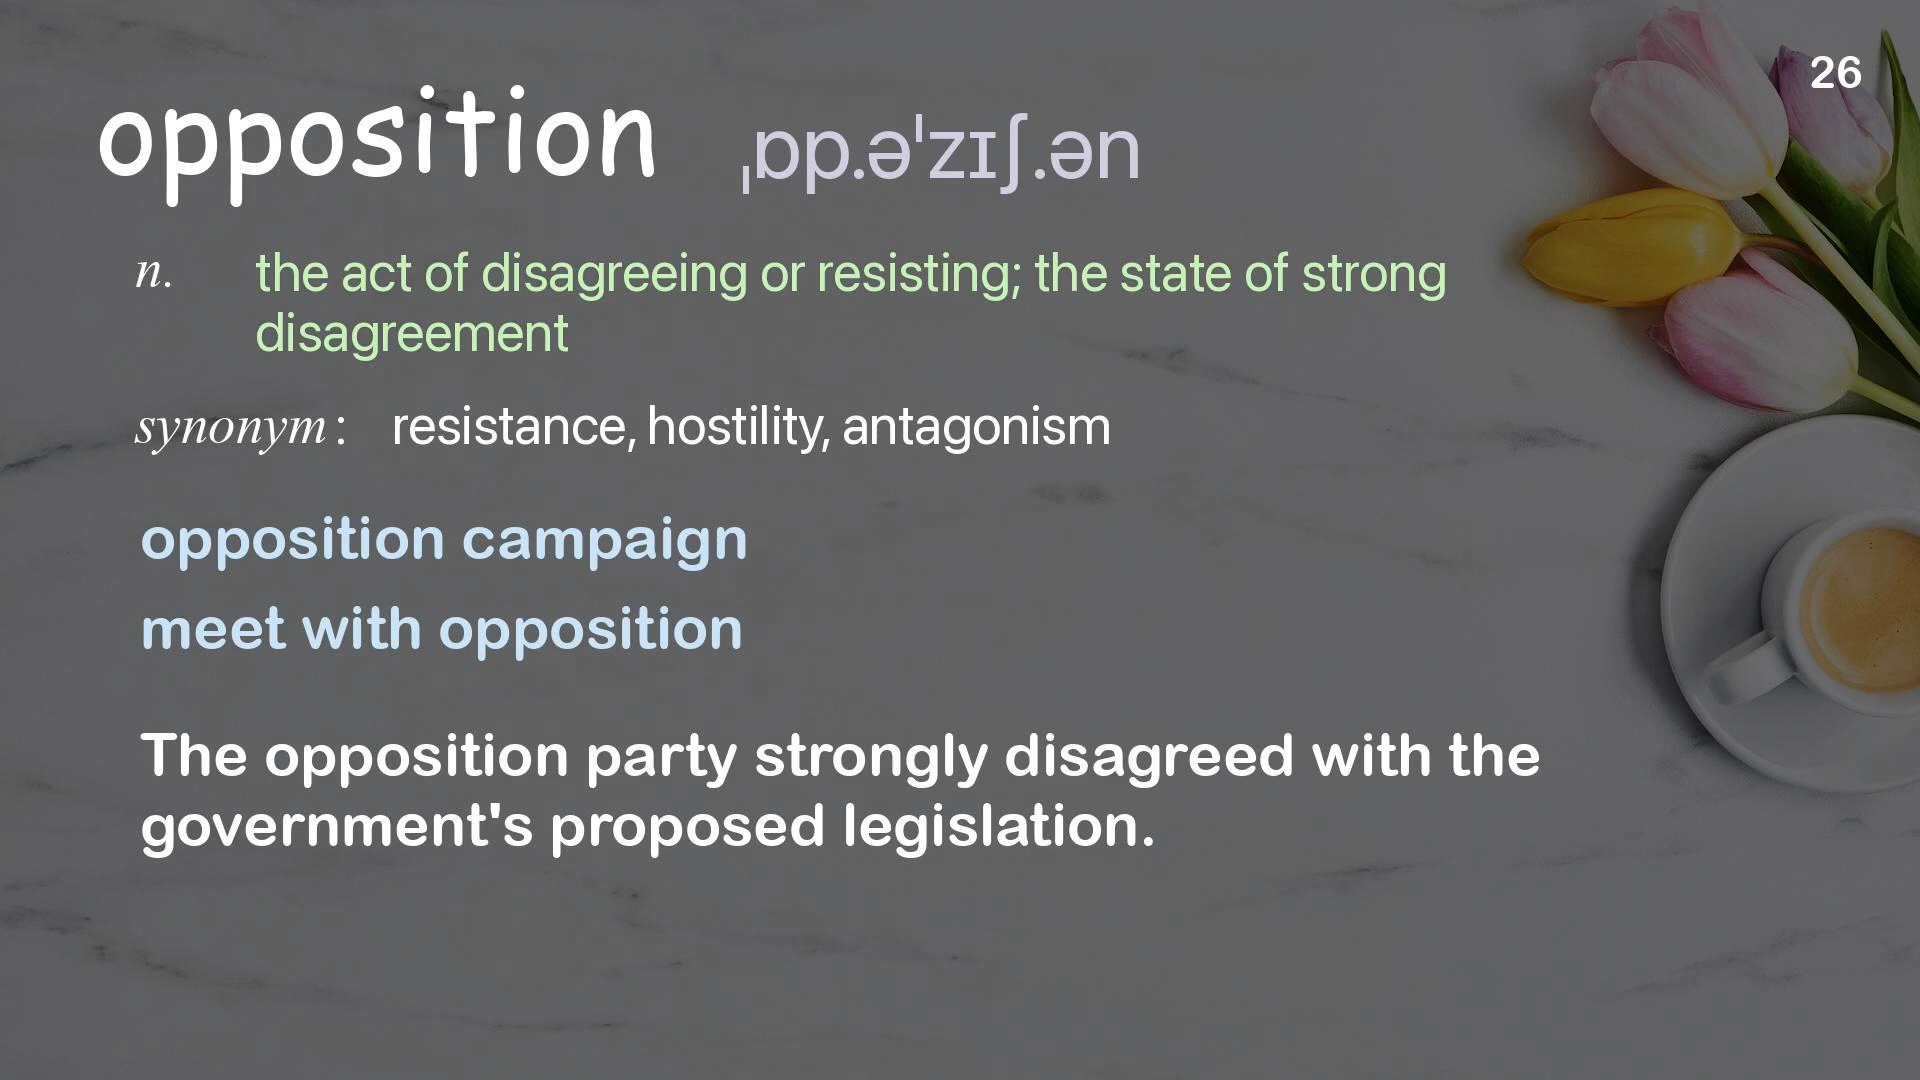 26
opposition ˌɒp.əˈzɪʃ.ən
n. the act of disagreeing or resisting; the state of strong
disagreement
synonym : resistance, hostility, antagonism
opposition campaign
meet with opposition
The opposition party strongly disagreed with the
government's proposed legislation.